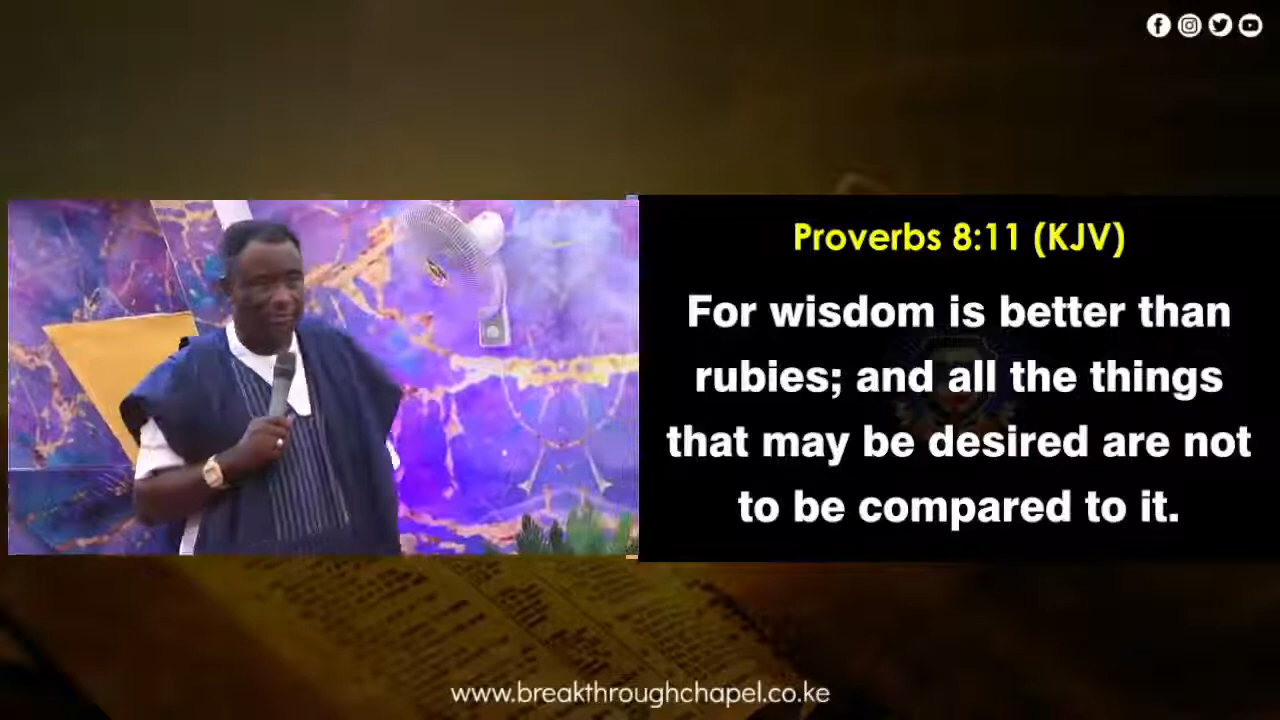 Proverbs 8:11 (KJV)
For wisdom is better than
rubies; and all the things
that may be desired are not
to be compared to it.
www.breakthroughchapel.co.ke